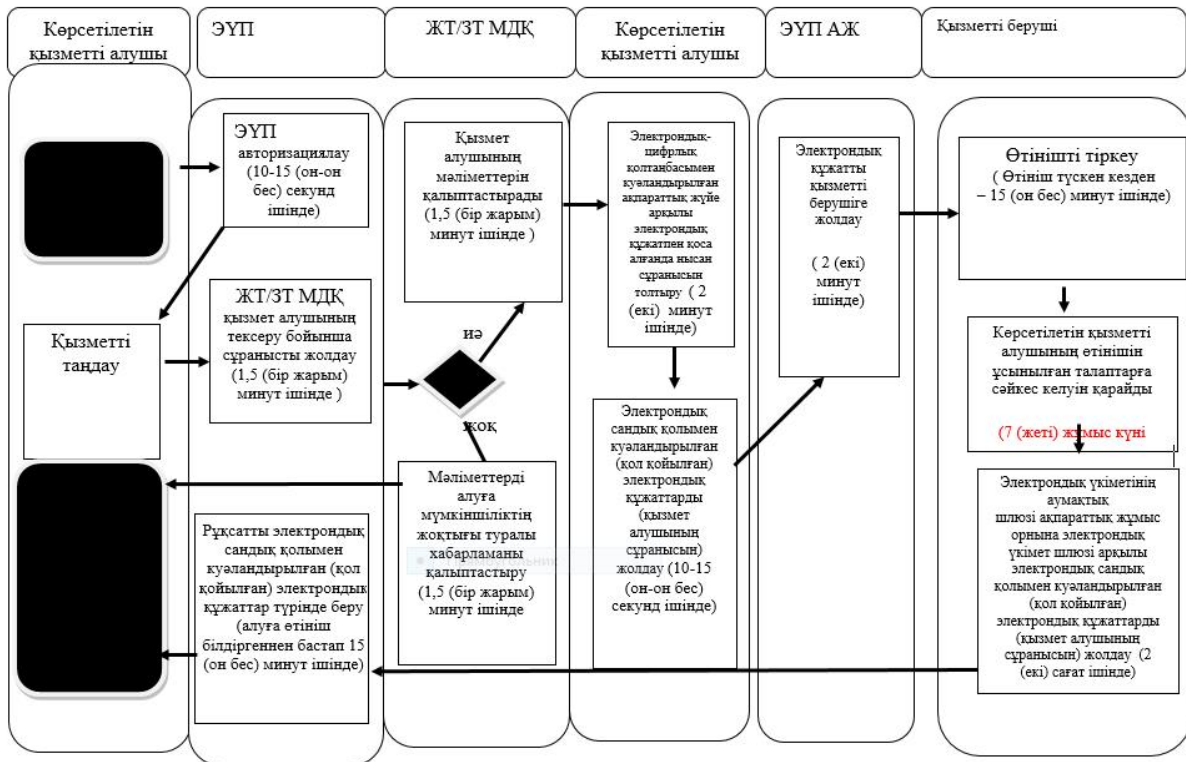 Көрсетілетін
қызметті алушы
ЭҮП
ЖТ/ЗТ МДҚ
Көрсетілетін
қызметті алушы
ЭҮП АЖ
Қызметті беруші
ЭҮП
авторизациялау
(10-15 (он-он
бес) секунд
ішінде)
Қызметті
таңдау
ЖТ/ЗТ МДҚ
қызмет алушының
тексеру бойынша
сұранысты жолдау
(1,5 (бір жарым)
минут ішінде )
Қызмет
алушының
мәліметтерін
қалыптастырады
(1,5 (бір жарым)
минут ішінде )
иә
жоқ
Мәліметтерді
алуға
мүмкіншіліктің
жоқтығы туралы
хабарламаны
қалыптастыру
(1,5 (бір жарым)
минут ішінде
Рұқсатты электрондық
сандық қолымен
куәландырылған (қол
қойылған) электрондық
құжаттар түрінде беру
(алуға өтініш
білдіргеннен бастап 15
(он бес) минут ішінде)
Электрондық-
цифрлық
қолтаңбасымен
куәландырылған
ақпараттық жүйе
арқылы
электрондық
құжатпен қоса
алғанда нысан
сұранысын
толтыру ( 2
(екі) минут
ішінде)
Электрондық
сандық қолымен
куәландырылған
(қол қойылған)
электрондық
құжаттарды
(қызмет
алушының
сұранысын)
жолдау (10-15
(он-он бес)
секунд ішінде)
Электрондық
құжатты
қызметті
берушіге
жолдау
( 2 (екі)
минут
ішінде)
Өтінішті тіркеу
( Өтініш түскен кезден
– 15 (он бес) минут ішінде)
Көрсетілетін қызметті
алушының өтінішін
ұсынылған талаптарға
сәйкес келуін қарайды
(7 (жеті) жұмыс күні
Электрондық үкіметінің
аумақтық
шлюзі ақпараттық жұмыс
орнына электрондық
үкімет шлюзі арқылы
электрондық сандық
қолымен куәландырылған
(қол қойылған)
электрондық құжаттарды
(қызмет алушының
сұранысын) жолдау (2
(екі) сағат ішінде)
Прямоугольник